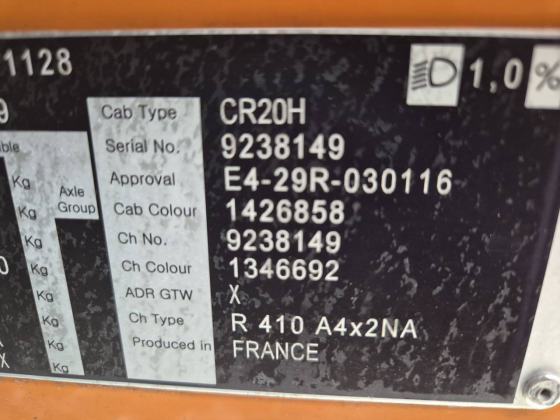 1128
1,0 %
9
Cab Type CR20H
Serial No. 9238149
Kg Approval E4-29R-030116
Kg Axle Group Cab Colour 1426858
Kg Ch No. 9238149
0 Kg Ch Colour 1346692
Kg ADR GTW X
Kg Ch Type R 410 A4x2NA
Kg Produced in FRANCE
X Kg